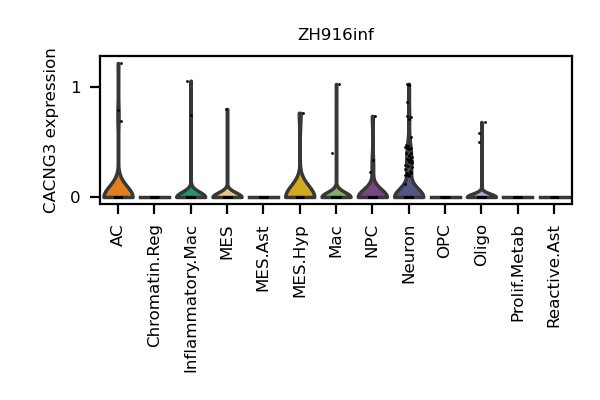 ZH916inf
CACNG3 expression
1
0
AC
Chromatin.Reg
Inflammatory.Mac
MES
MES.Ast
MES.Hyp
Mac
NPC
Neuron
OPC
Oligo
Prolif.Metab
Reactive.Ast